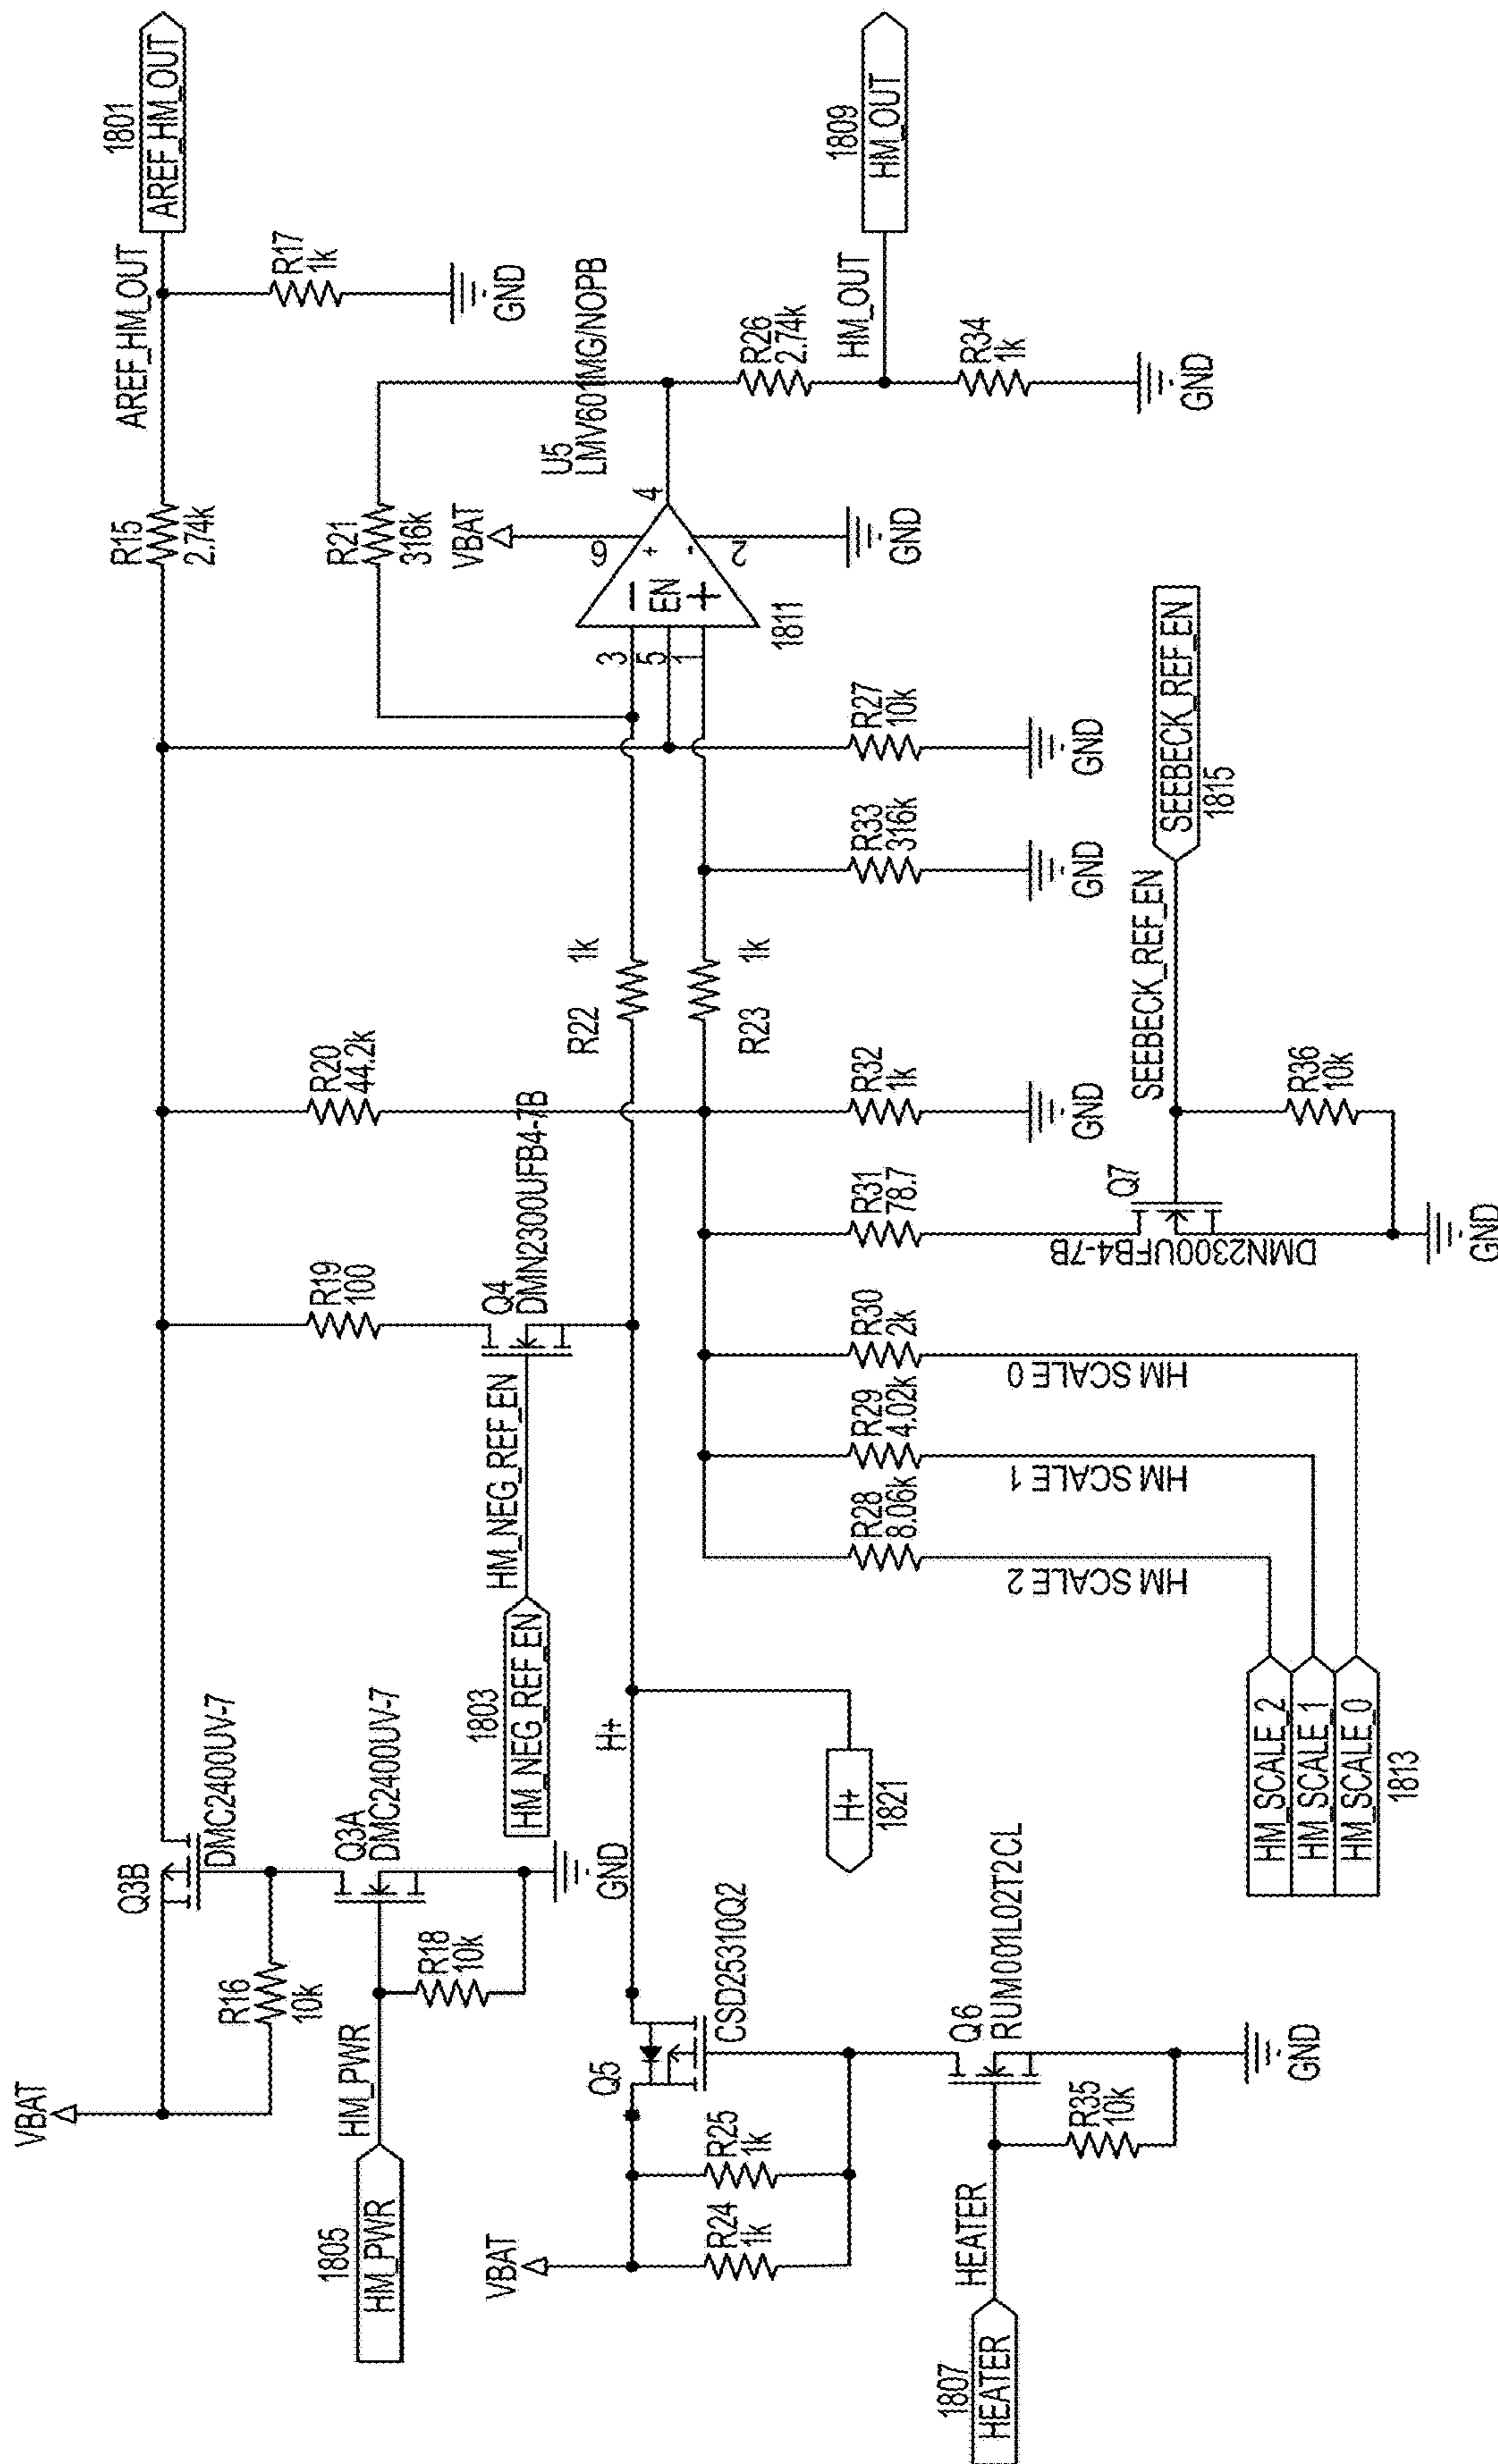 VBAT
Q3B
DMC2400UV-7
R16
10k
Q3A
DMC2400UV-7
1805
HM_PWR
HM_PWR
R18
10k
GND
R15
2.74k
AREF_HM_OUT
1801
AREF_HM_OUT
R17
1k
GND
R19
100
R20
44.2k
1803
HM_NEG_REF_EN
HM_NEG_REF_EN
Q4
DMN2300UFB4-7B
R21
316k
VBAT
U5
LMV601MG/NOPB
6
3
EN
5
4
1
2
1811
GND
VBAT
Q5
CSD25310Q2
H+
R22
1k
R23
1k
R24
1k
R25
1k
H+
1821
R26
2.74k
HM_OUT
1809
HM_OUT
R34
1k
GND
R28
8.06k
R29
4.02k
R30
2k
R31
78.7
R32
1k
GND
R33
316k
GND
R27
10k
GND
1807
HEATER
HEATER
Q6
RUM001L02T2CL
R35
10k
GND
HM SCALE 2
HM SCALE 1
HM SCALE 0
HM_SCALE_2
HM_SCALE_1
HM_SCALE_0
1813
Q7
DMN2300UFB4-7B
SEEBECK_REF_EN
SEEBECK_REF_EN
1815
R36
10k
GND